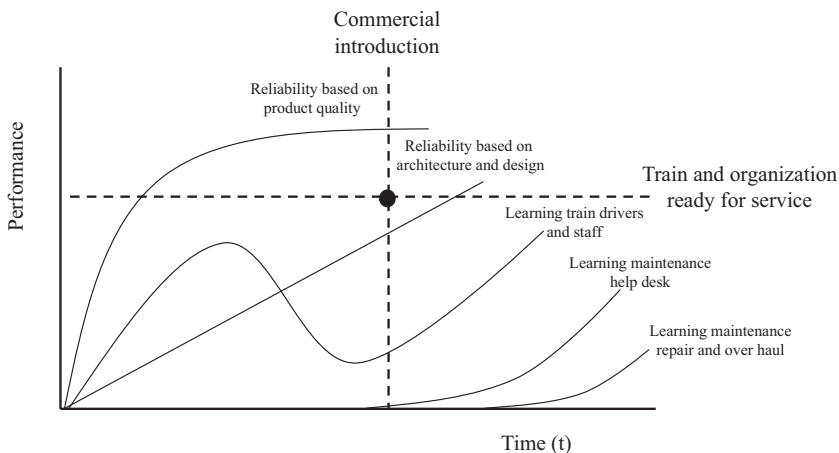 Commercial
introduction
Reliability based on
product quality
Reliability based on
architecture and design
Performance
Train and organization
ready for service
Learning train drivers
and staff
Learning maintenance
help desk
Learning maintenance
repair and over haul
Time (t)